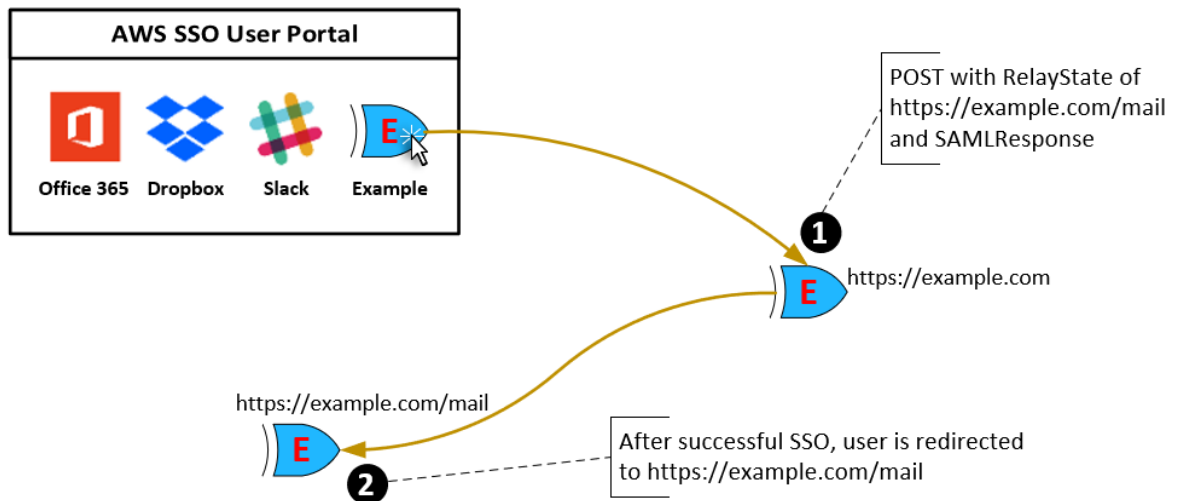 AWS SSO User Portal
E
Office 365
Dropbox
Slack
Example
POST with RelayState of
https://example.com/mail
and SAMLResponse
1
E
https://example.com
https://example.com/mail
E
2
After successful SSO, user is redirected
to https://example.com/mail